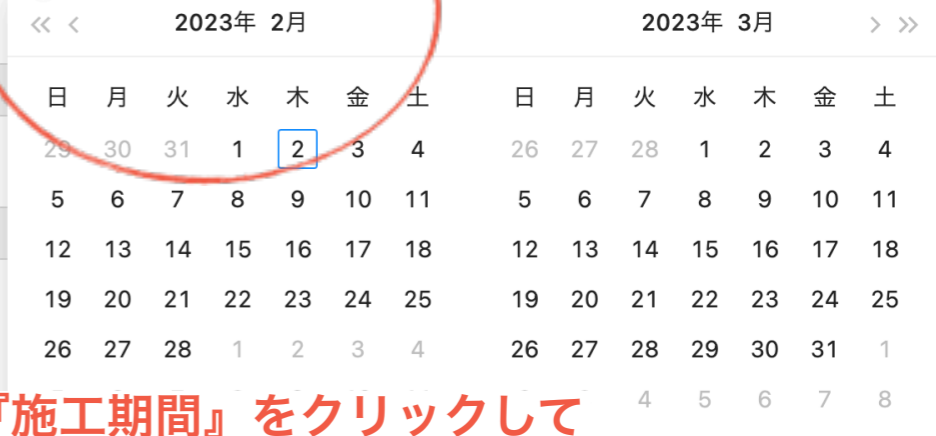 « < 2023年 2月 2023年 3月 > »
日 月 火 水 木 金 土 日 月 火 水 木 金 土
29 30 31 1 2 3 4 26 27 28 1 2 3 4
5 6 7 8 9 10 11 5 6 7 8 9 10 11
12 13 14 15 16 17 18 12 13 14 15 16 17 18
19 20 21 22 23 24 25 19 20 21 22 23 24 25
26 27 28 1 2 3 4 26 27 28 29 30 31 1
4 5 6 7 8
『施工期間』をクリックして